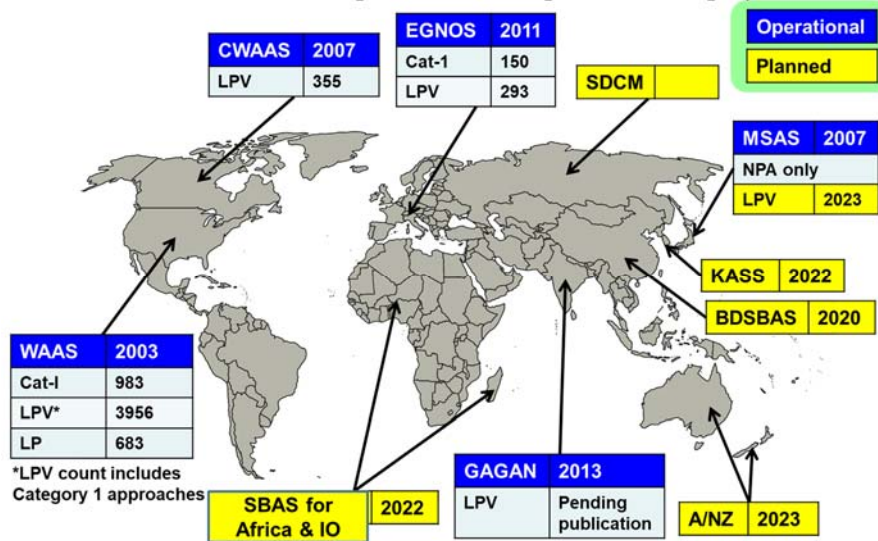 CWAAS 2007
LPV 355
EGNOS 2011
Cat-1 150
LPV 293
SDCM
Operational
Planned
MSAS 2007
NPA only
LPV 2023
KASS 2022
BDSBAS 2020
WAAS 2003
Cat-I 983
LPV* 3956
LP 683
*LPV count includes
Category 1 approaches
SBAS for 2022
Africa & IO
GAGAN 2013
LPV Pending
publication
A/NZ 2023